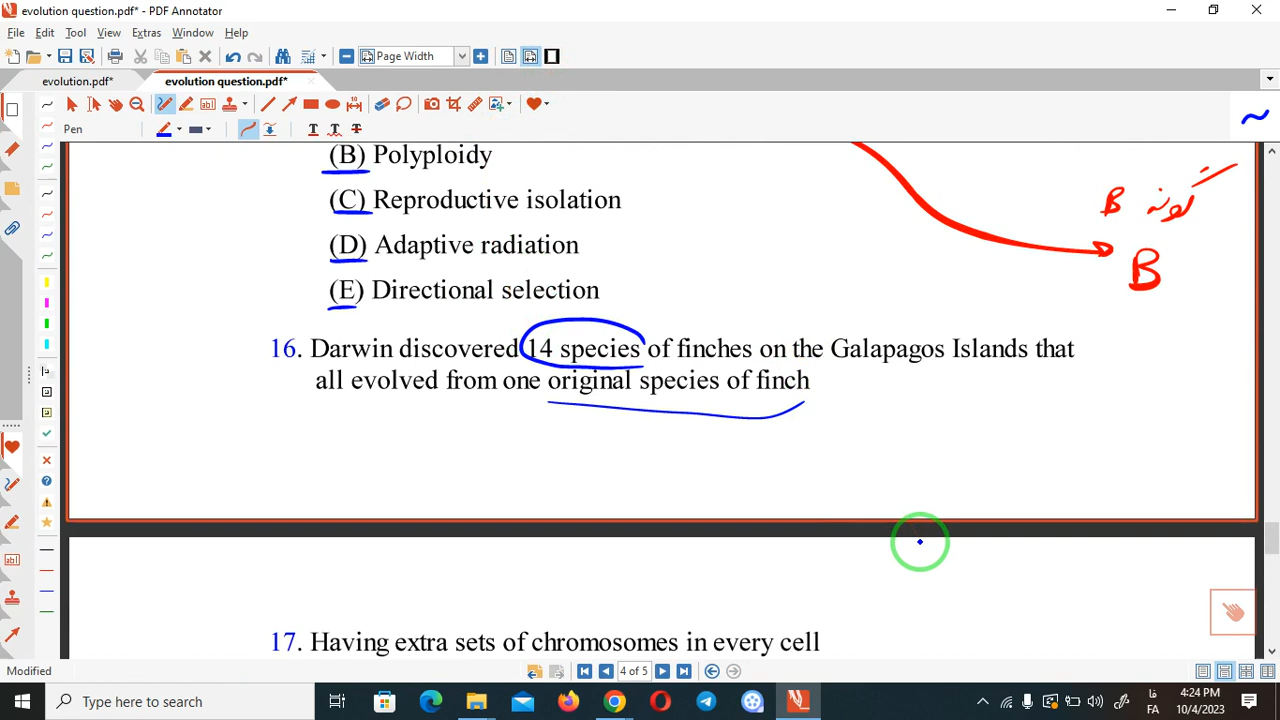 evolution question.pdf* - PDF Annotator
File Edit Tool View Extras Window Help
Page Width
evolution.pdf* evolution question.pdf*
Pen
(B) Polyploidy
(C) Reproductive isolation
(D) Adaptive radiation
(E) Directional selection
B گونه
B
16. Darwin discovered 14 species of finches on the Galapagos Islands that
all evolved from one original species of finch
17. Having extra sets of chromosomes in every cell
Modified
4 of 5
Type here to search
فا
FA
4:24 PM
10/4/2023